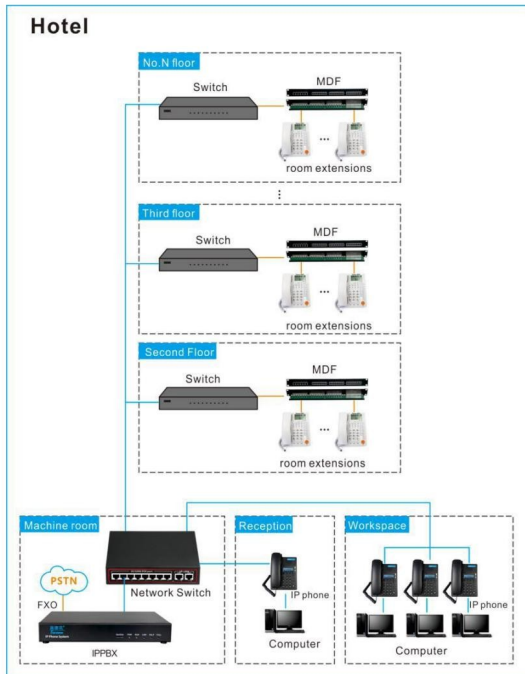 Hotel
No.N floor
Switch
MDF
...
room extensions
Third floor
Switch
MDF
...
room extensions
Second Floor
Switch
MDF
...
room extensions
Machine room
Reception
Workspace
PSTN
FXO
Network Switch
IPPBX
IP phone
Computer
IP phone
Computer